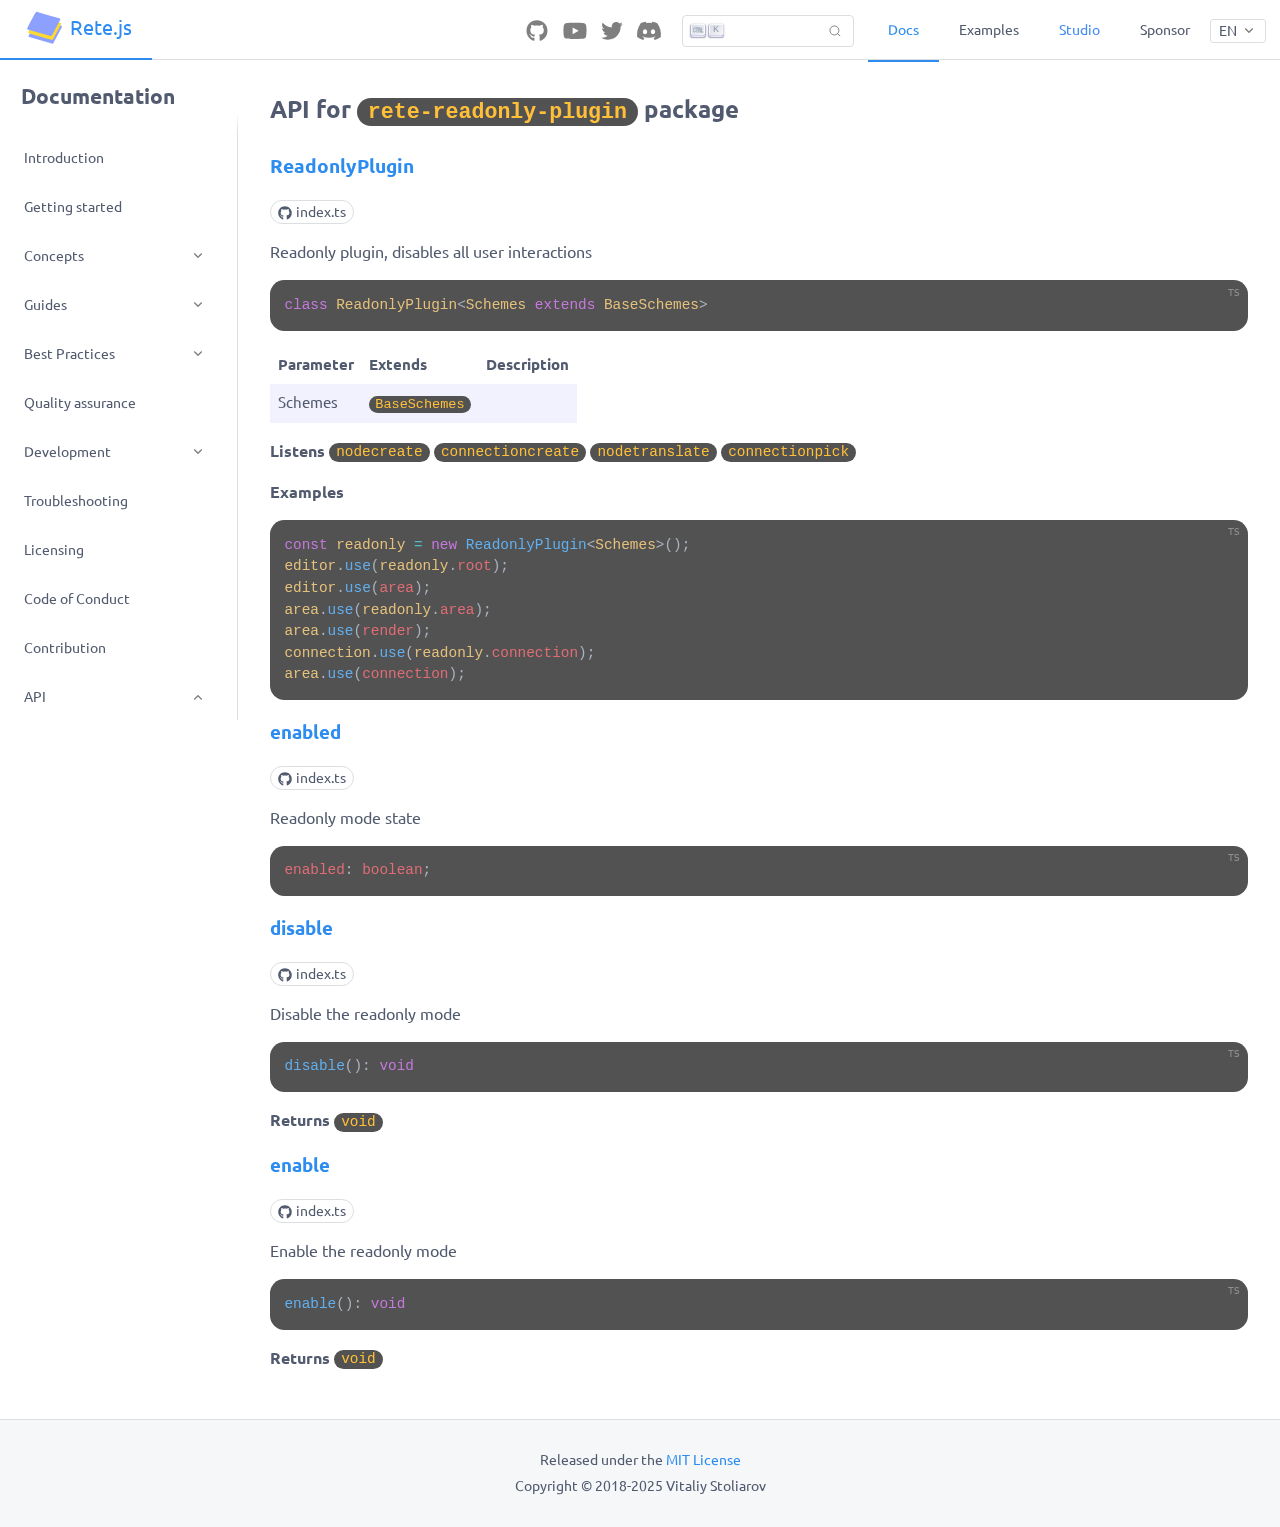 Rete.js
CTRL K
Docs
Examples
Studio
Sponsor
EN
Documentation
Introduction
Getting started
Concepts
Guides
Best Practices
Quality assurance
Development
Troubleshooting
Licensing
Code of Conduct
Contribution
API
API for rete-readonly-plugin package
ReadonlyPlugin
index.ts
Readonly plugin, disables all user interactions
TS
class ReadonlyPlugin<Schemes extends BaseSchemes>
Parameter Extends Description
Schemes BaseSchemes
Listens nodecreate connectioncreate nodetranslate connectionpick
Examples
TS
const readonly = new ReadonlyPlugin<Schemes>();
editor.use(readonly.root);
editor.use(area);
area.use(readonly.area);
area.use(render);
connection.use(readonly.connection);
area.use(connection);
enabled
index.ts
Readonly mode state
TS
enabled: boolean;
disable
index.ts
Disable the readonly mode
TS
disable(): void
Returns void
enable
index.ts
Enable the readonly mode
TS
enable(): void
Returns void
Released under the MIT License
Copyright © 2018-2025 Vitaliy Stoliarov